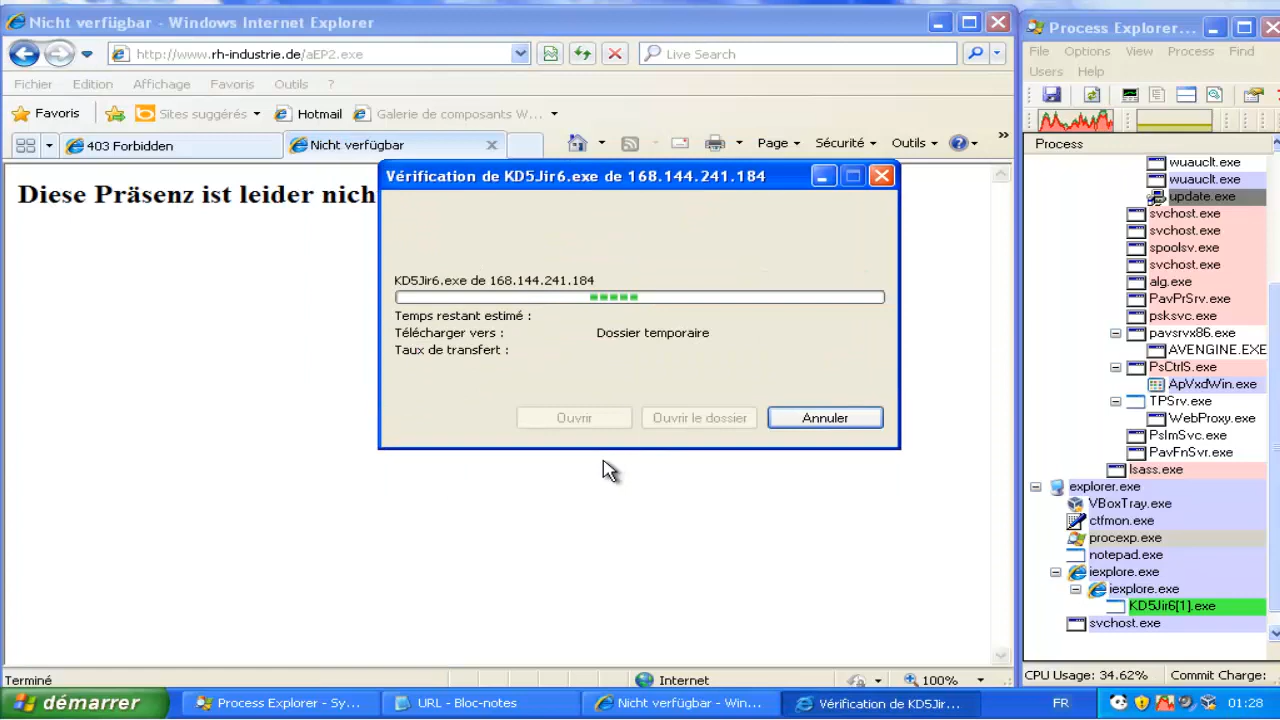 Nicht verfügbar - Windows Internet Explorer
http://www.rh-industrie.de/aEP2.exe
Live Search
Fichier Edition Affichage Favoris Outils ?
Favoris Sites suggérés Hotmail Galerie de composants W...
403 Forbidden Nicht verfügbar Page Sécurité Outils
Diese Präsenz ist leider nich
Vérification de KD5Jir6.exe de 168.144.241.184
KD5Jir6.exe de 168.144.241.184
Temps restant estimé :
Télécharger vers : Dossier temporaire
Taux de transfert :
Ouvrir Ouvrir le dossier Annuler
Terminé Internet 100%
Process Explorer...
File Options View Process Find
Users Help
Process
wuauclt.exe
wuauclt.exe
update.exe
svchost.exe
svchost.exe
spoolsv.exe
svchost.exe
alg.exe
PavPrSrv.exe
psksvc.exe
pavsrvx86.exe
AVENGINE.EXE
PsCtrlS.exe
ApVxdWin.exe
TPSrv.exe
WebProxy.exe
PsImSvc.exe
PavFnSvr.exe
lsass.exe
explorer.exe
VBoxTray.exe
ctfmon.exe
procexp.exe
notepad.exe
iexplore.exe
iexplore.exe
KD5Jir6[1].exe
svchost.exe
CPU Usage: 34.62% Commit Charge:
démarrer Process Explorer - Sy... URL - Bloc-notes Nicht verfügbar - Win... Vérification de KD5Jir... FR 01:28